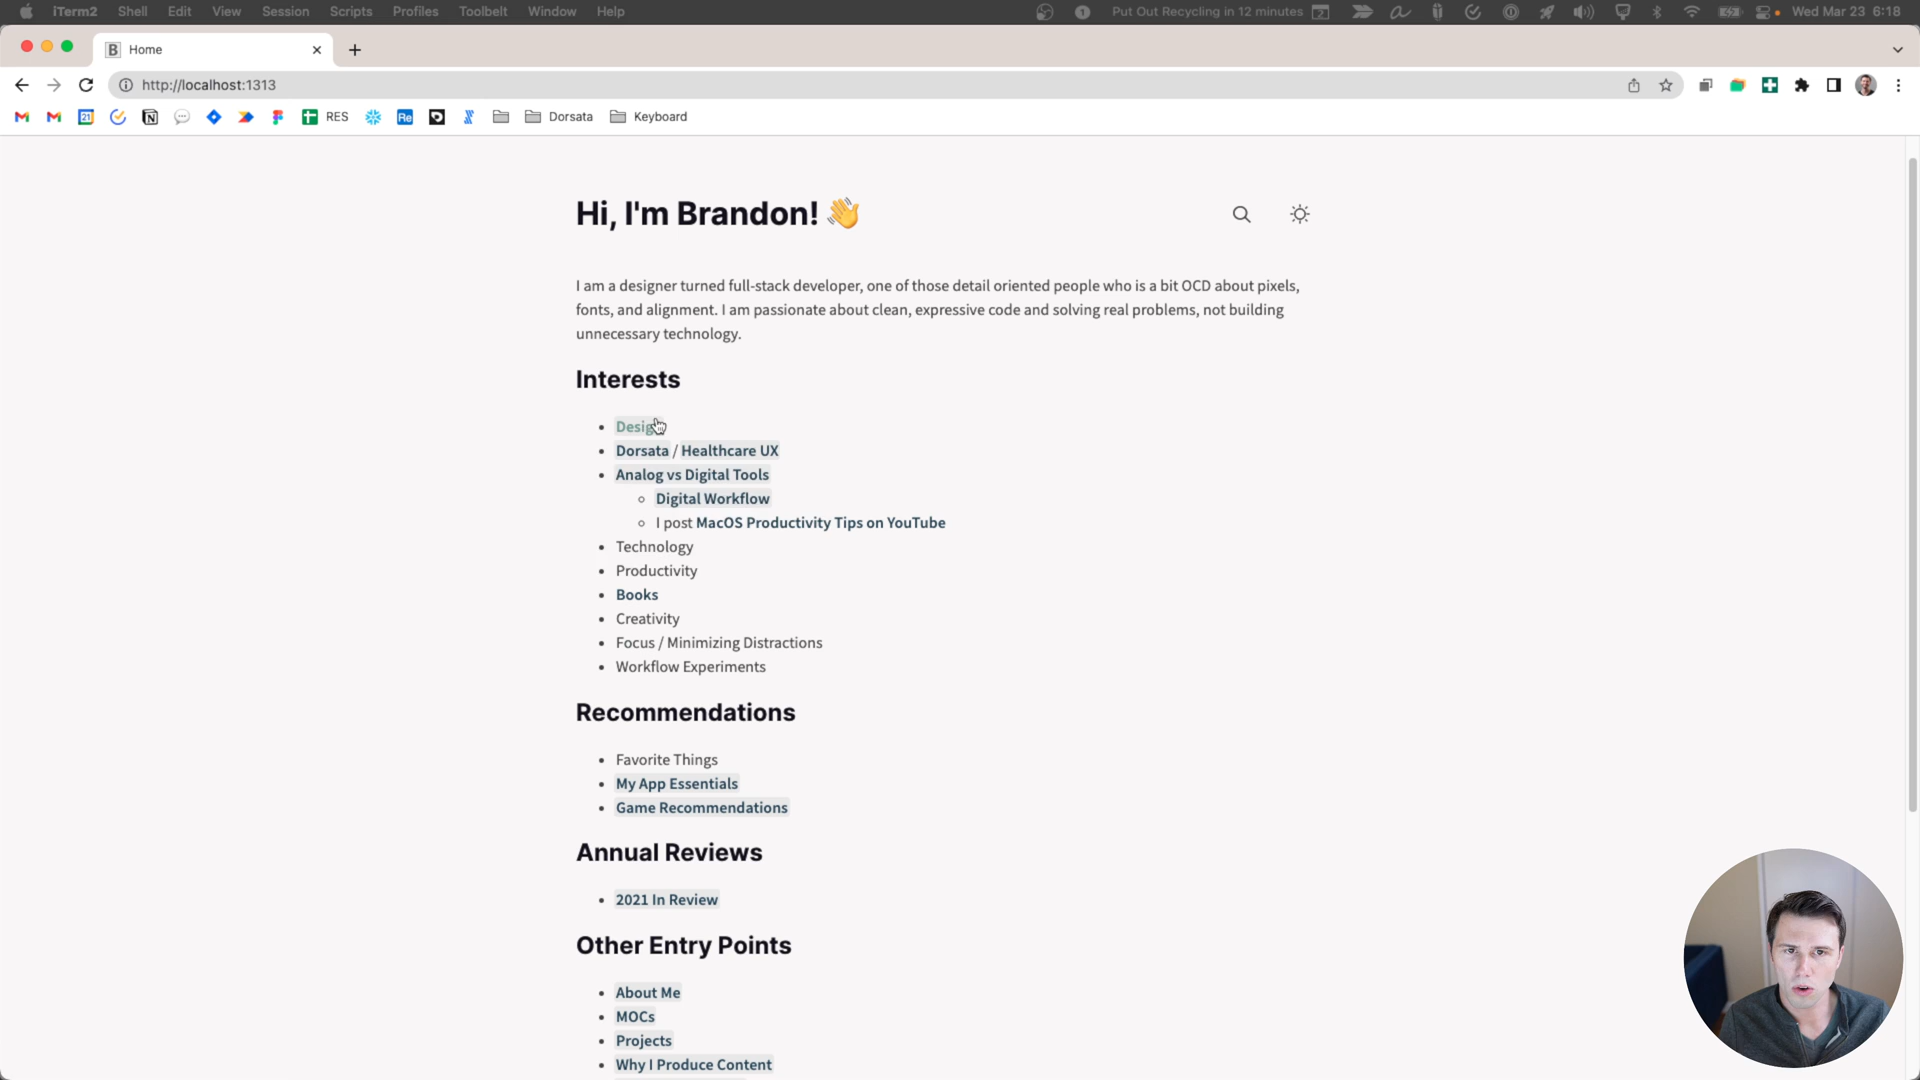 iTerm2 Shell Edit View Session Scripts Profiles Toolbelt Window Help Put Out Recycling in 12 minutes Wed Mar 23 6:18
B Home
http://localhost:1313
RES Re Dorsata Keyboard
Hi, I'm Brandon! 👋
I am a designer turned full-stack developer, one of those detail oriented people who is a bit OCD about pixels,
fonts, and alignment. I am passionate about clean, expressive code and solving real problems, not building
unnecessary technology.
Interests
Design
Dorsata / Healthcare UX
Analog vs Digital Tools
Digital Workflow
I post MacOS Productivity Tips on YouTube
Technology
Productivity
Books
Creativity
Focus / Minimizing Distractions
Workflow Experiments
Recommendations
Favorite Things
My App Essentials
Game Recommendations
Annual Reviews
2021 In Review
Other Entry Points
About Me
MOCs
Projects
Why I Produce Content